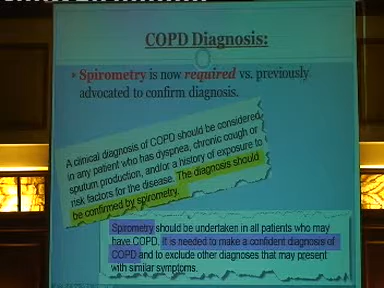 COPD Diagnosis:
Spirometry is now required vs. previously
advocated to confirm diagnosis.
A clinical diagnosis of COPD should be considered
in any patient who has dyspnea, chronic cough or
sputum production, and/or a history of exposure to
risk factors for the disease. The diagnosis should
be confirmed by spirometry.
Spirometry should be undertaken in all patients who may
have COPD. It is needed to make a confident diagnosis of
COPD and to exclude other diagnoses that may present
with similar symptoms.